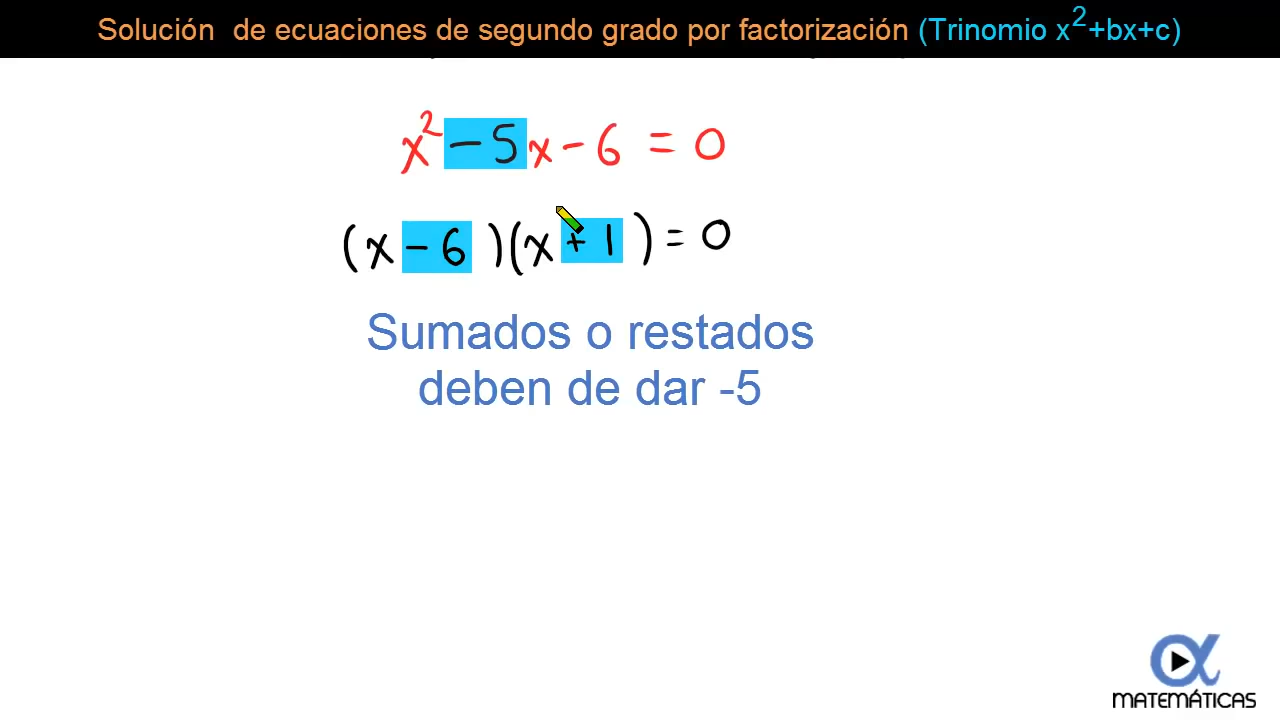 Solución de ecuaciones de segundo grado por factorización (Trinomio x²+bx+c)
x² -5x - 6 = 0
(x - 6 )(x + 1 ) = 0
Sumados o restados
deben de dar -5
MATEMÁTICAS